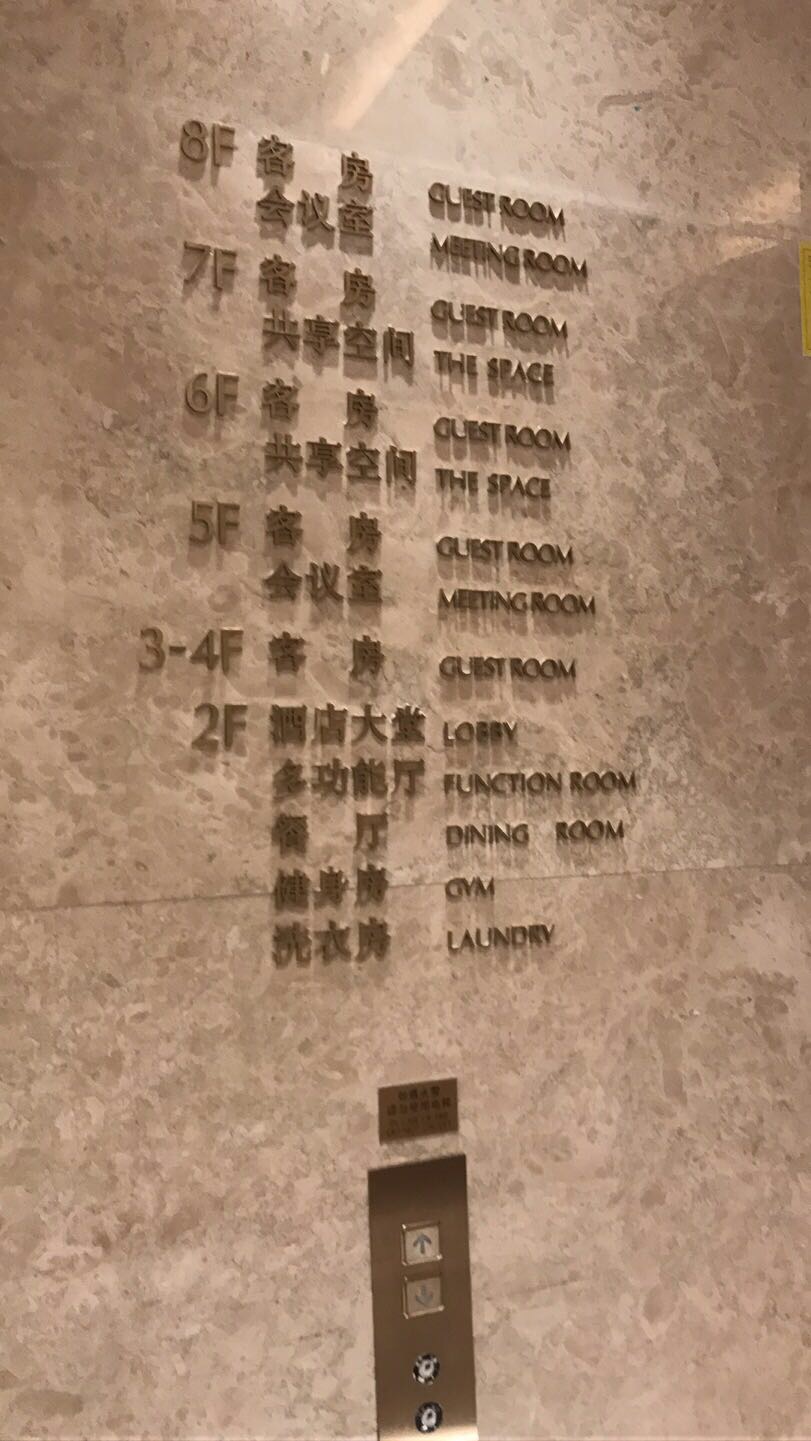 8F 客 房 GUEST ROOM
会议室 MEETING ROOM
7F 客 房 GUEST ROOM
共享空间 THE SPACE
6F 客 房 GUEST ROOM
共享空间 THE SPACE
5F 客 房 GUEST ROOM
会议室 MEETING ROOM
3-4F 客 房 GUEST ROOM
2F 酒店大堂 LOBBY
多功能厅 FUNCTION ROOM
餐 厅 DINING ROOM
健身房 GYM
洗衣房 LAUNDRY